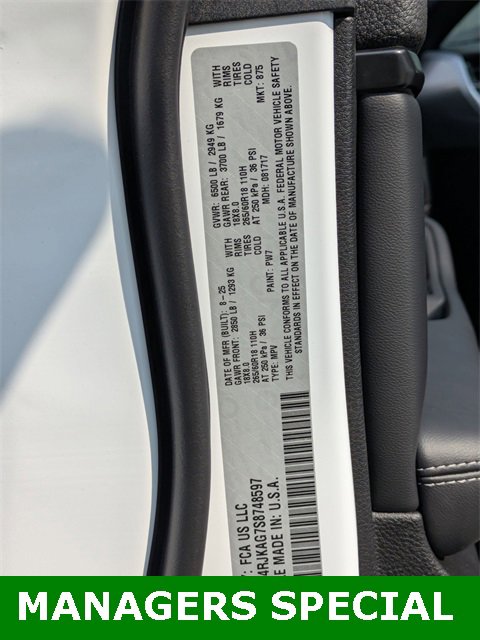 : FCA US LLC
4RJKAG7S8748597
MADE IN: U.S.A.
DATE OF MFR (BUILT): 8-25
GVWR: 6500 LB / 2949 KG
GAWR FRONT: 2850 LB / 1293 KG WITH
GAWR REAR: 3700 LB / 1679 KG WITH
18X8.0 RIMS
18X8.0 RIMS
265/60R18 110H TIRES
265/60R18 110H TIRES
AT 250 kPa / 36 PSI COLD
AT 250 kPa / 36 PSI COLD
TYPE: MPV
PAINT: PW7
MDH: 081717
MKT: 875
THIS VEHICLE CONFORMS TO ALL APPLICABLE U.S.A. FEDERAL MOTOR VEHICLE SAFETY
STANDARDS IN EFFECT ON THE DATE OF MANUFACTURE SHOWN ABOVE.
MANAGERS SPECIAL